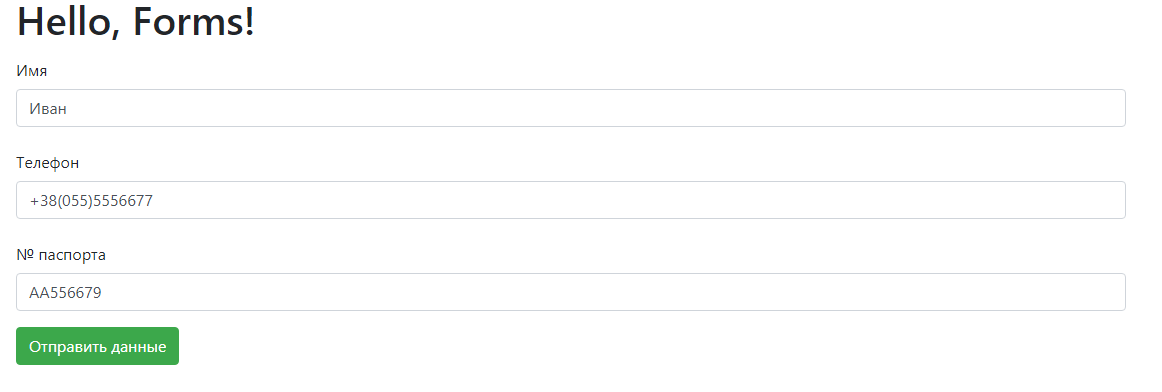 Hello, Forms!
Имя
Иван
Телефон
+38(055)5556677
№ паспорта
АА556679
Отправить данные